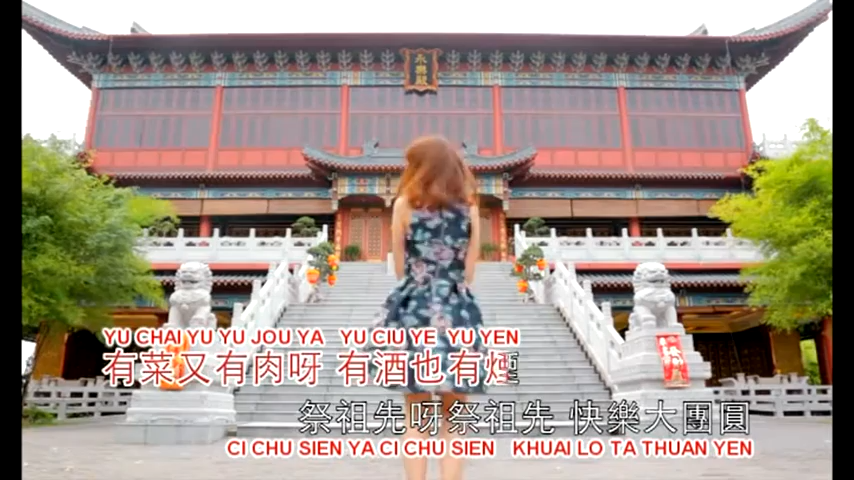 YU CHAI YU YU JOU YA YU CIU YE YU YEN
有菜又有肉呀 有酒也有煙
祭祖先呀祭祖先 快樂大團圓
CI CHU SIEN YA CI CHU SIEN KHUAI LO TA THUAN YEN